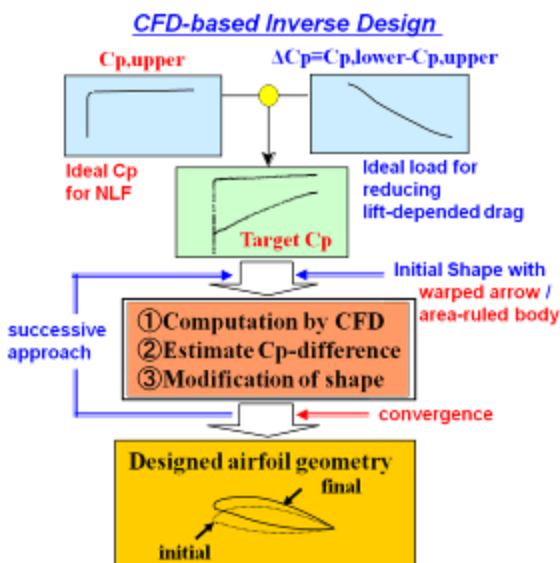 CFD-based Inverse Design
Cp,upper
ΔCp=Cp,lower-Cp,upper
Ideal Cp
for NLF
Ideal load for
reducing
lift-depended drag
Target Cp
Initial Shape with
warped arrow /
area-ruled body
successive
approach
①Computation by CFD
②Estimate Cp-difference
③Modification of shape
convergence
Designed airfoil geometry
final
initial